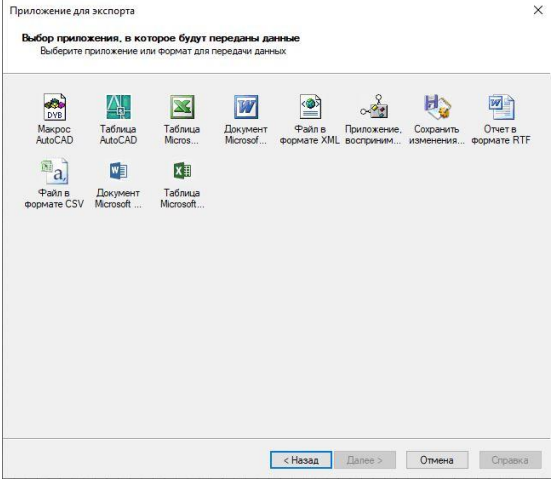 Приложение для экспорта
Выбор приложения, в которое будут переданы данные
Выберите приложение или формат для передачи данных
DVB
Макрос AutoCAD
Таблица AutoCAD
Таблица Micros...
Документ Microsof...
Файл в формате XML
Приложение, восприним...
Сохранить изменения...
Отчет в формате RTF
a,
Файл в формате CSV
Документ Microsoft ...
Таблица Microsoft...
< Назад
Далее >
Отмена
Справка